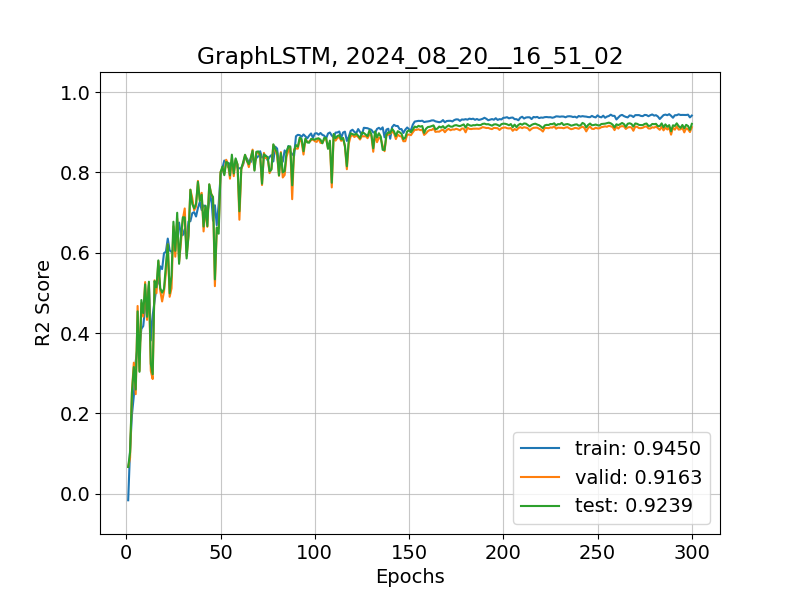 GraphLSTM, 2024_08_20__16_51_02
1.0
0.8
0.6
0.4
0.2
0.0
R2 Score
train: 0.9450
valid: 0.9163
test: 0.9239
0 50 100 150 200 250 300
Epochs